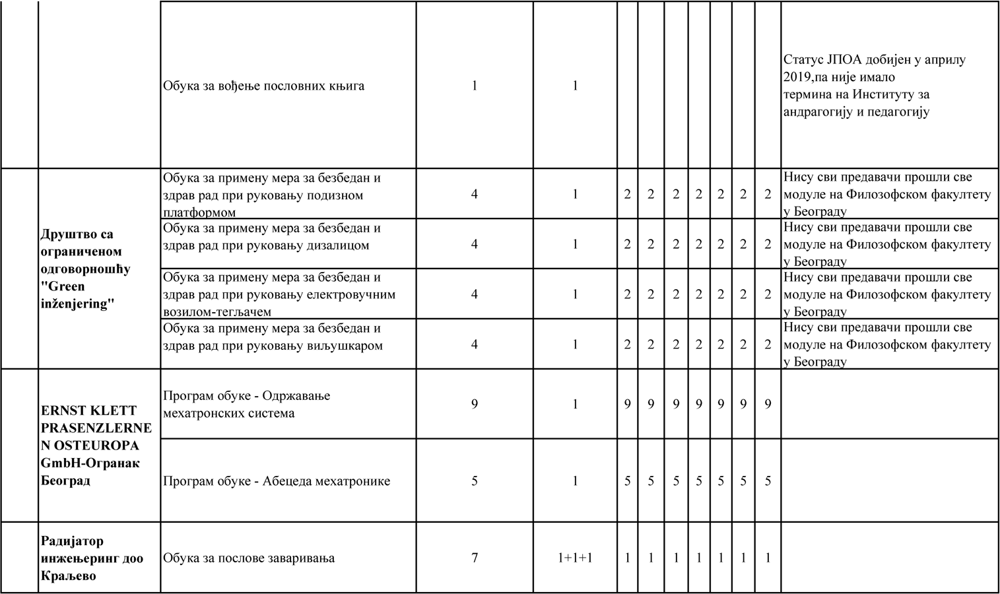 Обука за вођење пословних књига 1 1
Статус ЈПОА добијен у априлу
2019,па није имало
термина на Институту за
андрагогију и педагогију
Друштво са
ограниченом
одговорношћу
"Green
inženjering"
Обука за примену мера за безбедан и
здрав рад при руковању подизном
платформом
4 1 2 2 2 2 2 2 2
Нису сви предавачи прошли све
модуле на Филозофском факултету
у Београду
Обука за примену мера за безбедан и
здрав рад при руковању дизалицом
4 1 2 2 2 2 2 2 2
Нису сви предавачи прошли све
модуле на Филозофском факултету
у Београду
Обука за примену мера за безбедан и
здрав рад при руковању електровучним
возилом-тегљачем
4 1 2 2 2 2 2 2 2
Нису сви предавачи прошли све
модуле на Филозофском факултету
у Београду
Обука за примену мера за безбедан и
здрав рад при руковању виљушкаром
4 1 2 2 2 2 2 2 2
Нису сви предавачи прошли све
модуле на Филозофском факултету
у Београду
ERNST KLETT
PRASENZLERNE
N OSTEUROPA
GmbH-Огранак
Београд
Програм обуке - Одржавање
мехатронских система
9 1 9 9 9 9 9 9 9
Програм обуке - Абецеда мехатронике 5 1 5 5 5 5 5 5 5
Радијатор
инжењеринг доо
Краљево
Обука за послове заваривања 7 1+1+1 1 1 1 1 1 1 1